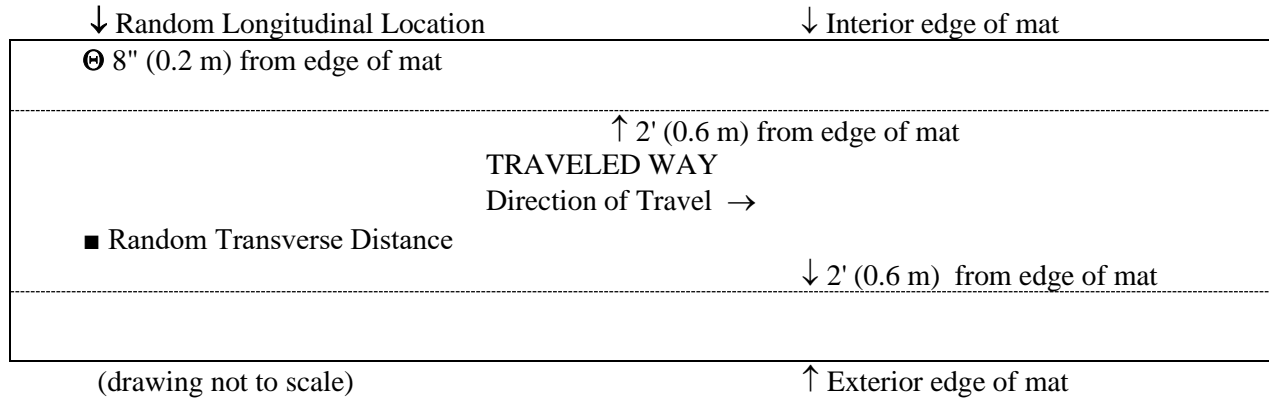 ↓ Random Longitudinal Location ↓ Interior edge of mat
Θ 8" (0.2 m) from edge of mat
↑ 2' (0.6 m) from edge of mat
TRAVELED WAY
Direction of Travel →
■ Random Transverse Distance
↓ 2' (0.6 m) from edge of mat
(drawing not to scale) ↑ Exterior edge of mat